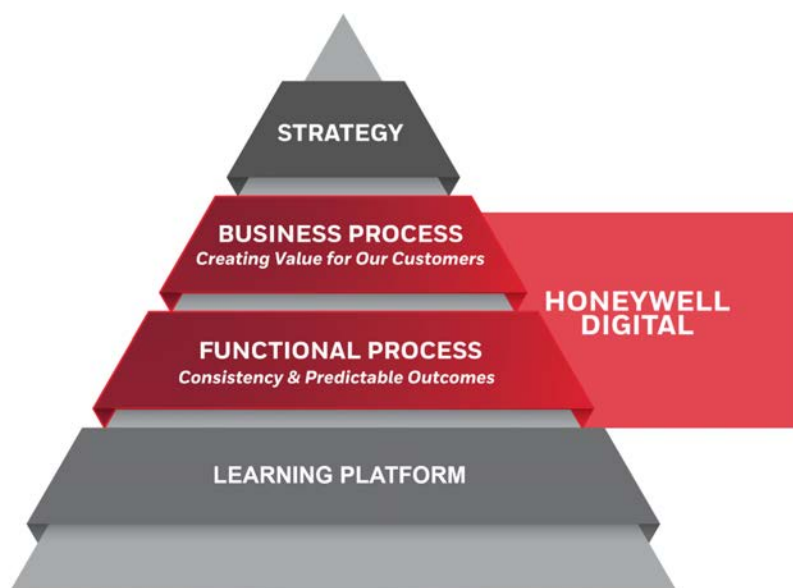 STRATEGY
BUSINESS PROCESS
Creating Value for Our Customers
HONEYWELL
DIGITAL
FUNCTIONAL PROCESS
Consistency & Predictable Outcomes
LEARNING PLATFORM